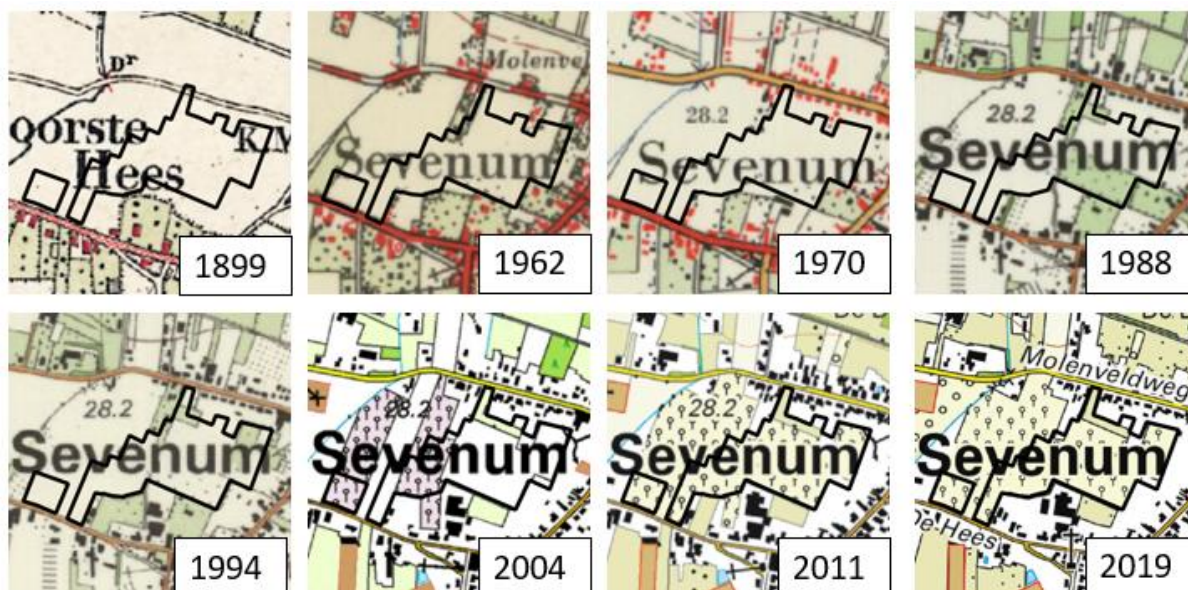 Dʳ
oorste
Hees
K.M
1899
Molenve
Sevenum
1962
28.2
Sevenum
1970
28.2
Sevenum
1988
28.2
Sevenum
1994
28.2
Sevenum
2004
28.2
Sevenum
2011
Molenveldweg
Sevenum
De Hees
2019